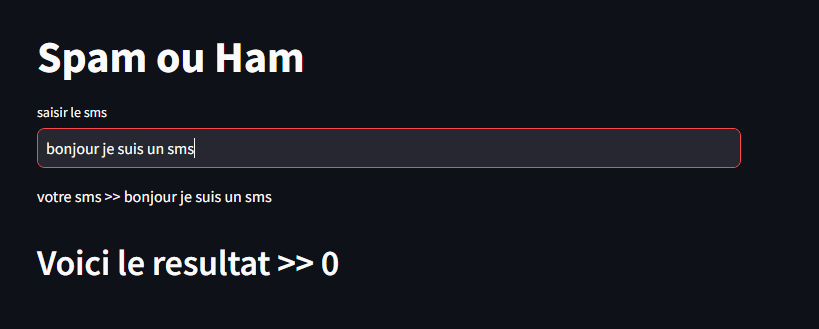 Spam ou Ham
saisir le sms
bonjour je suis un sms
votre sms >> bonjour je suis un sms
Voici le resultat >> 0